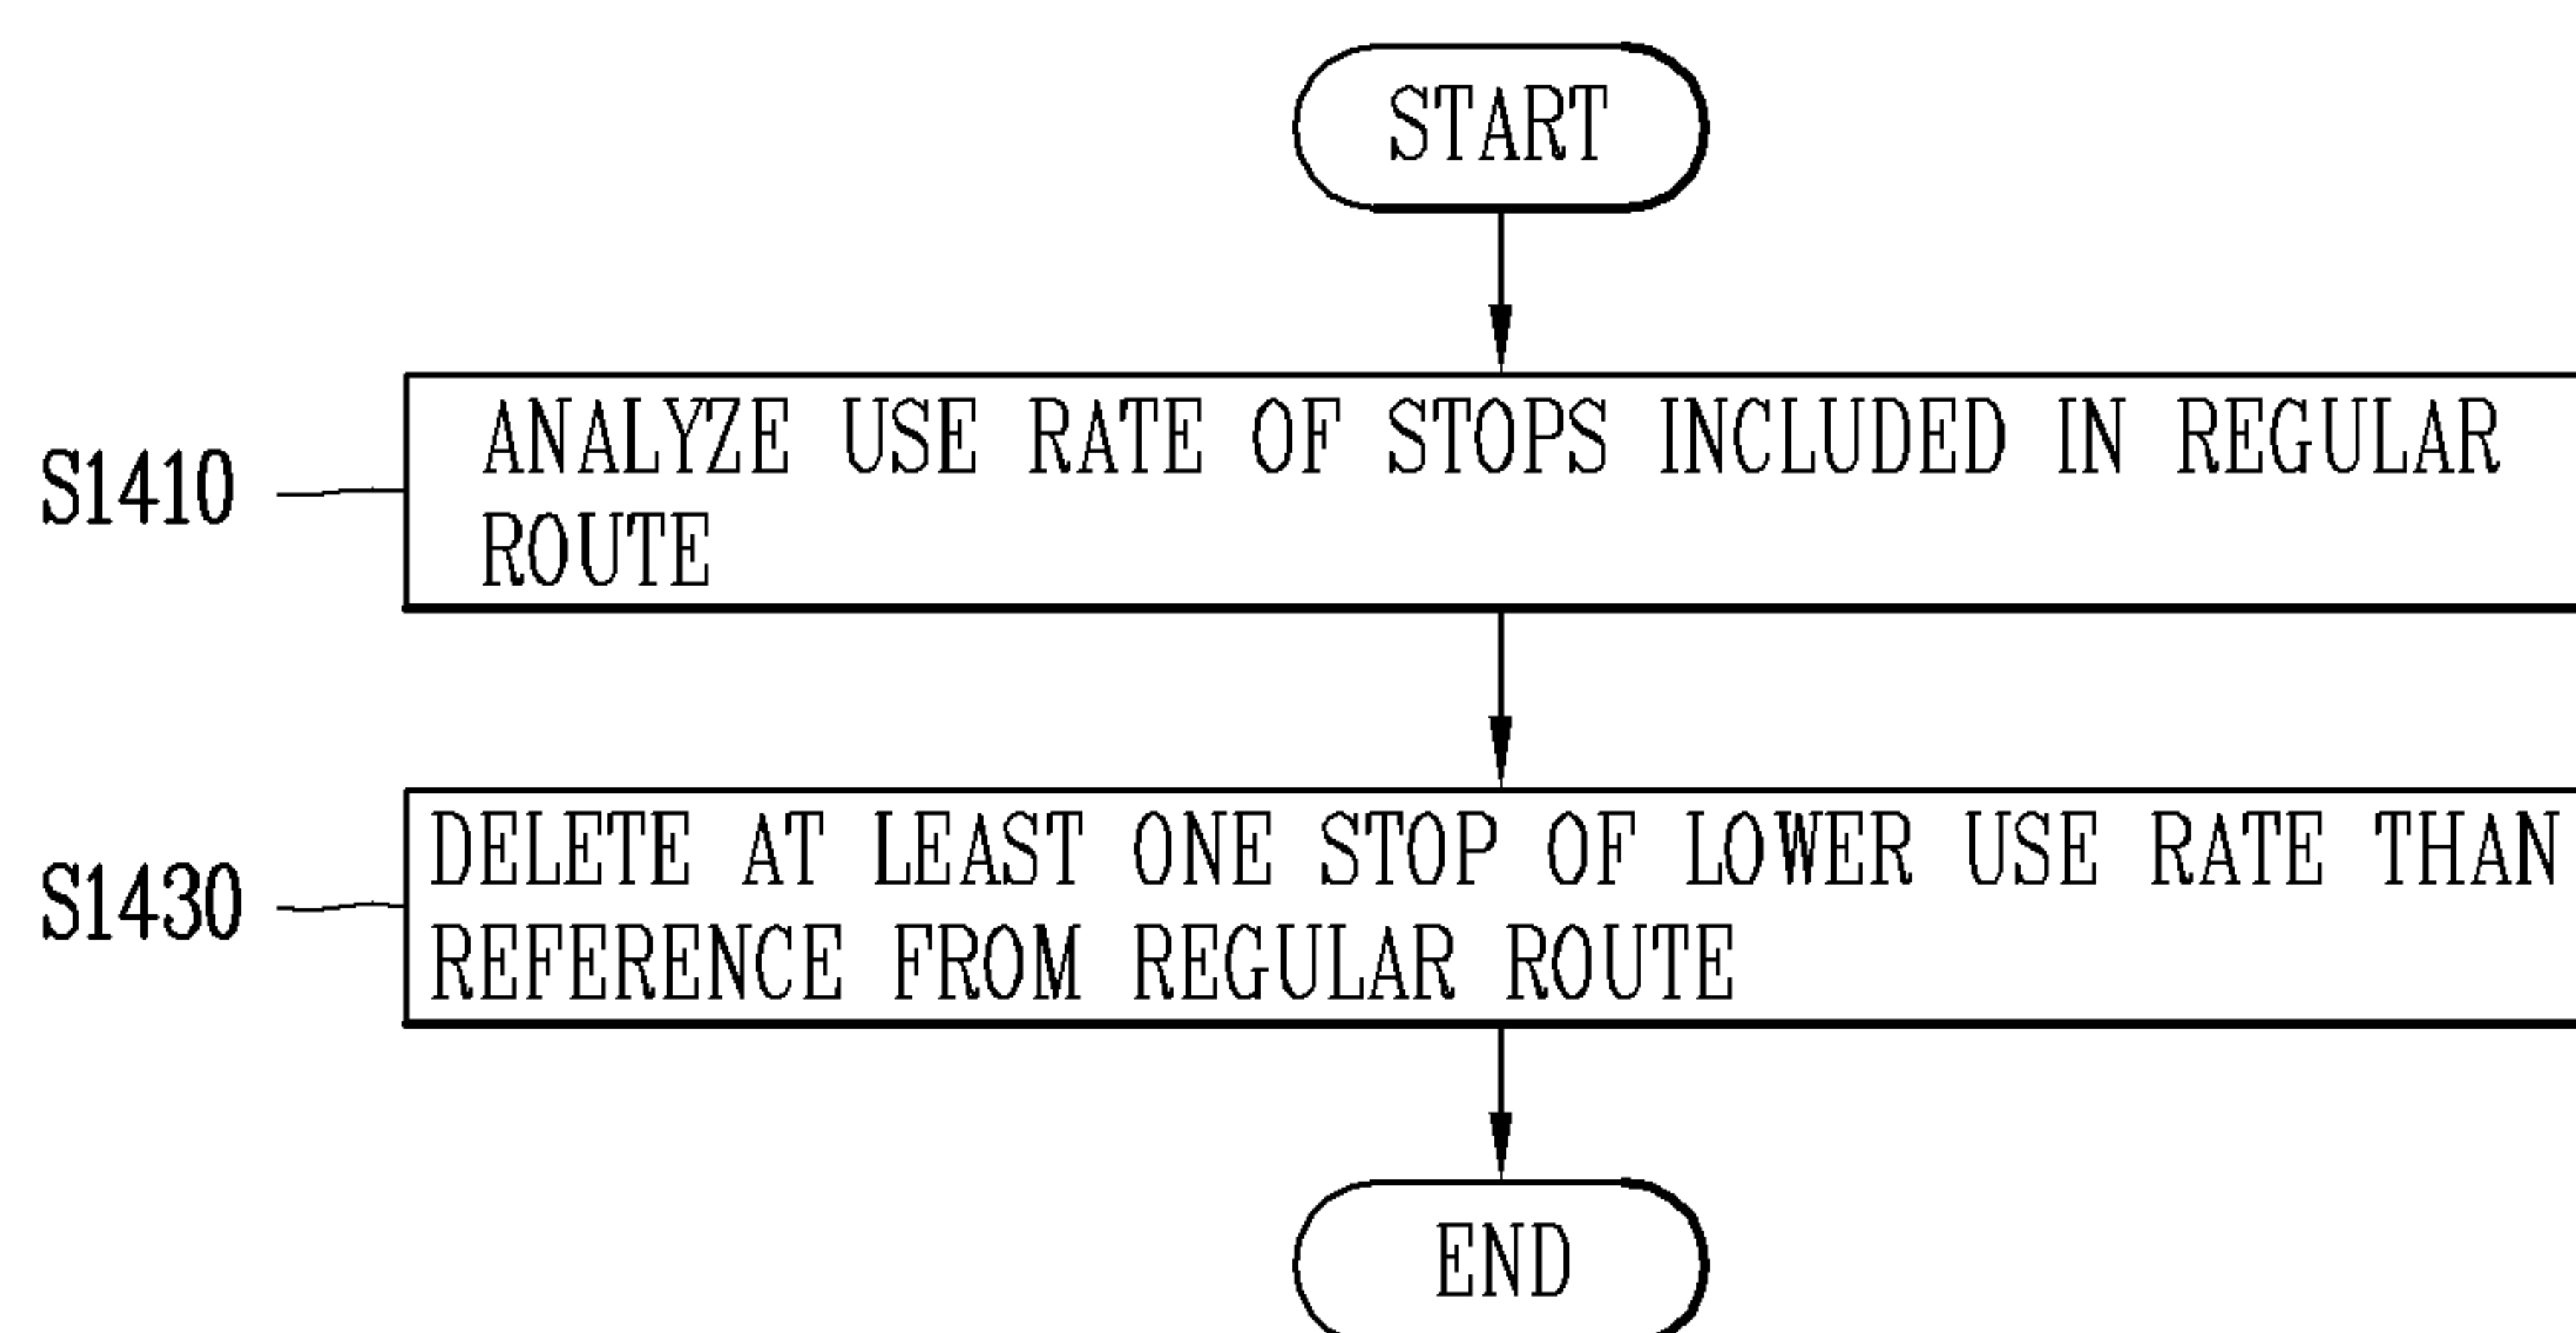 START
S1410
ANALYZE USE RATE OF STOPS INCLUDED IN REGULAR
ROUTE
S1430
DELETE AT LEAST ONE STOP OF LOWER USE RATE THAN
REFERENCE FROM REGULAR ROUTE
END